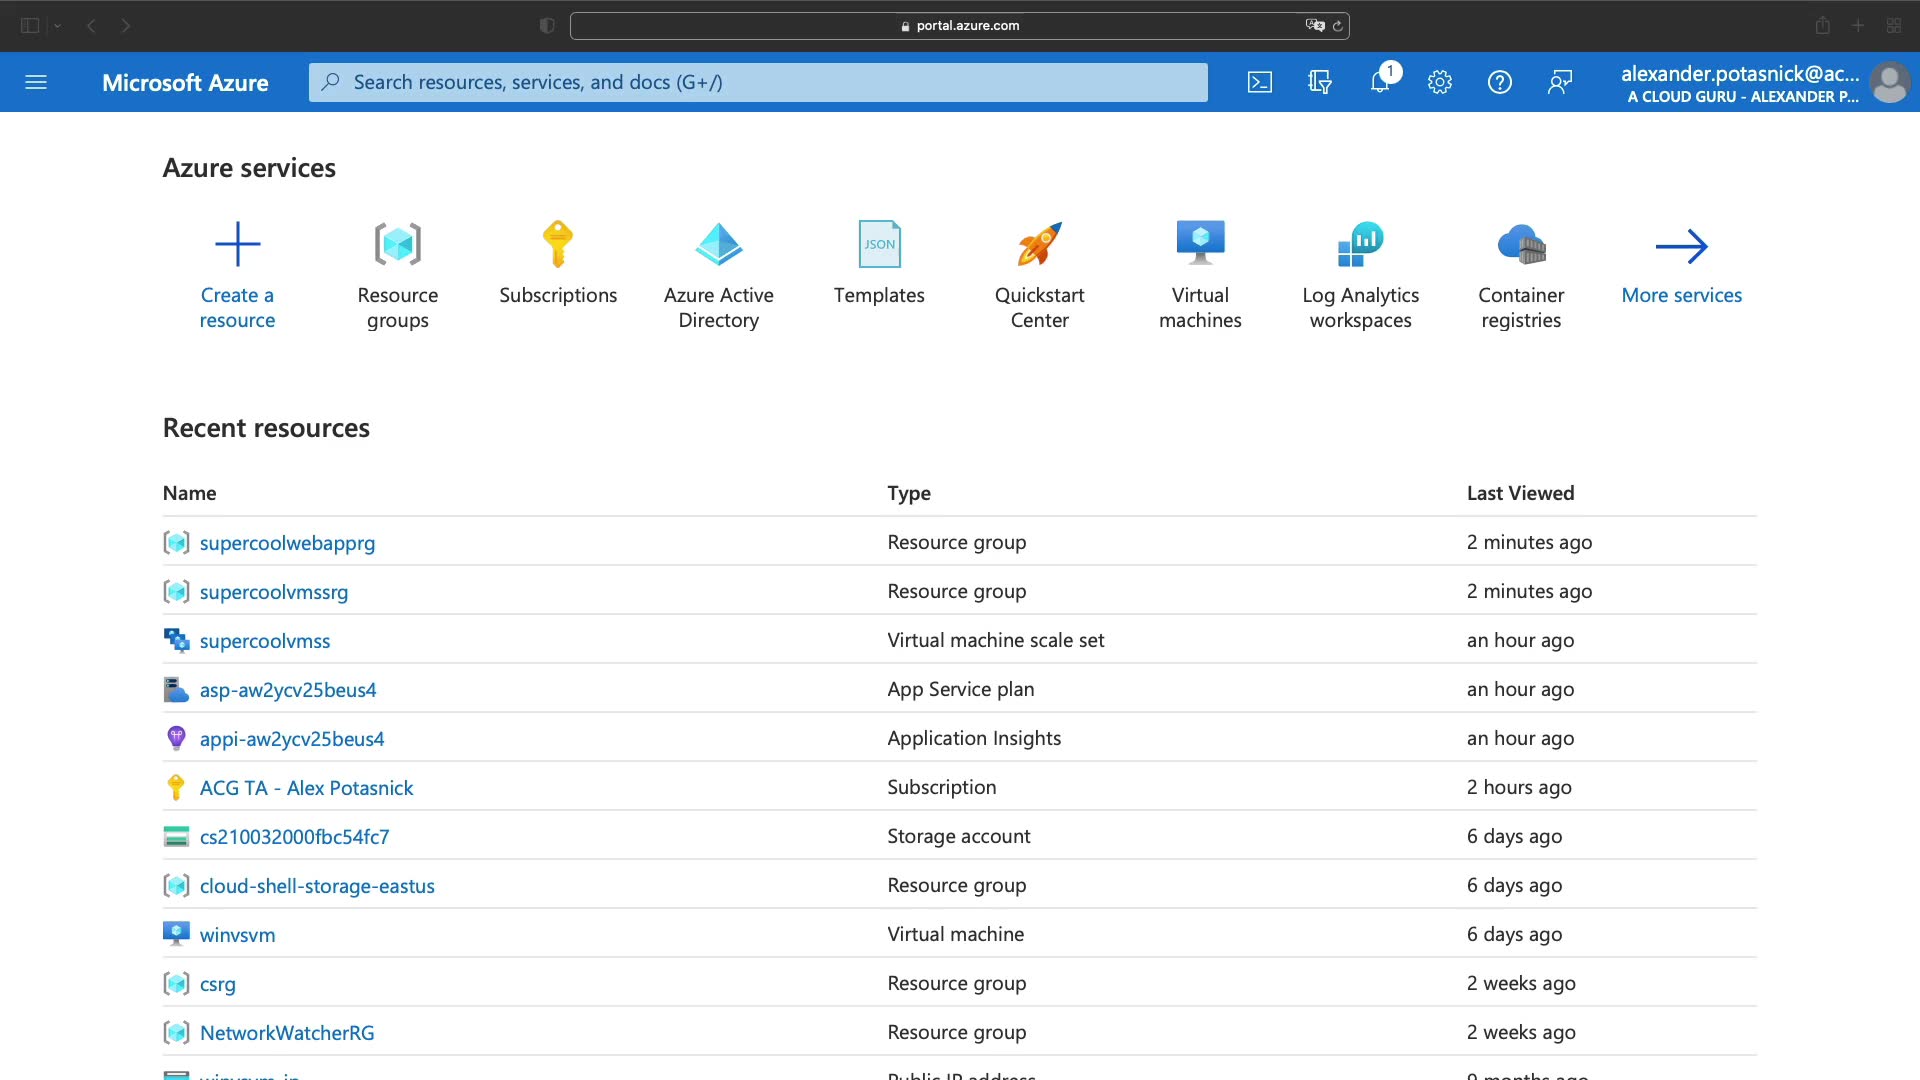 portal.azure.com
Microsoft Azure
Search resources, services, and docs (G+/)
1
alexander.potasnick@ac...
A CLOUD GURU - ALEXANDER P...
Azure services
Create a resource
Resource groups
Subscriptions
Azure Active Directory
JSON
Templates
Quickstart Center
Virtual machines
Log Analytics workspaces
Container registries
More services
Recent resources
Name Type Last Viewed
supercoolwebapprg Resource group 2 minutes ago
supercoolvmssrg Resource group 2 minutes ago
supercoolvmss Virtual machine scale set an hour ago
asp-aw2ycv25beus4 App Service plan an hour ago
appi-aw2ycv25beus4 Application Insights an hour ago
ACG TA - Alex Potasnick Subscription 2 hours ago
cs210032000fbc54fc7 Storage account 6 days ago
cloud-shell-storage-eastus Resource group 6 days ago
winvsvm Virtual machine 6 days ago
csrg Resource group 2 weeks ago
NetworkWatcherRG Resource group 2 weeks ago
Public IP address 9 months ago